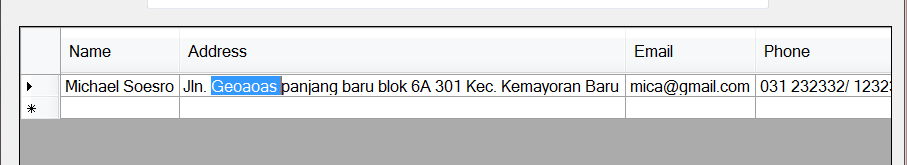 Name Address Email Phone
Michael Soesro Jln. Geoaoas panjang baru blok 6A 301 Kec. Kemayoran Baru mica@gmail.com 031 232332/ 12323